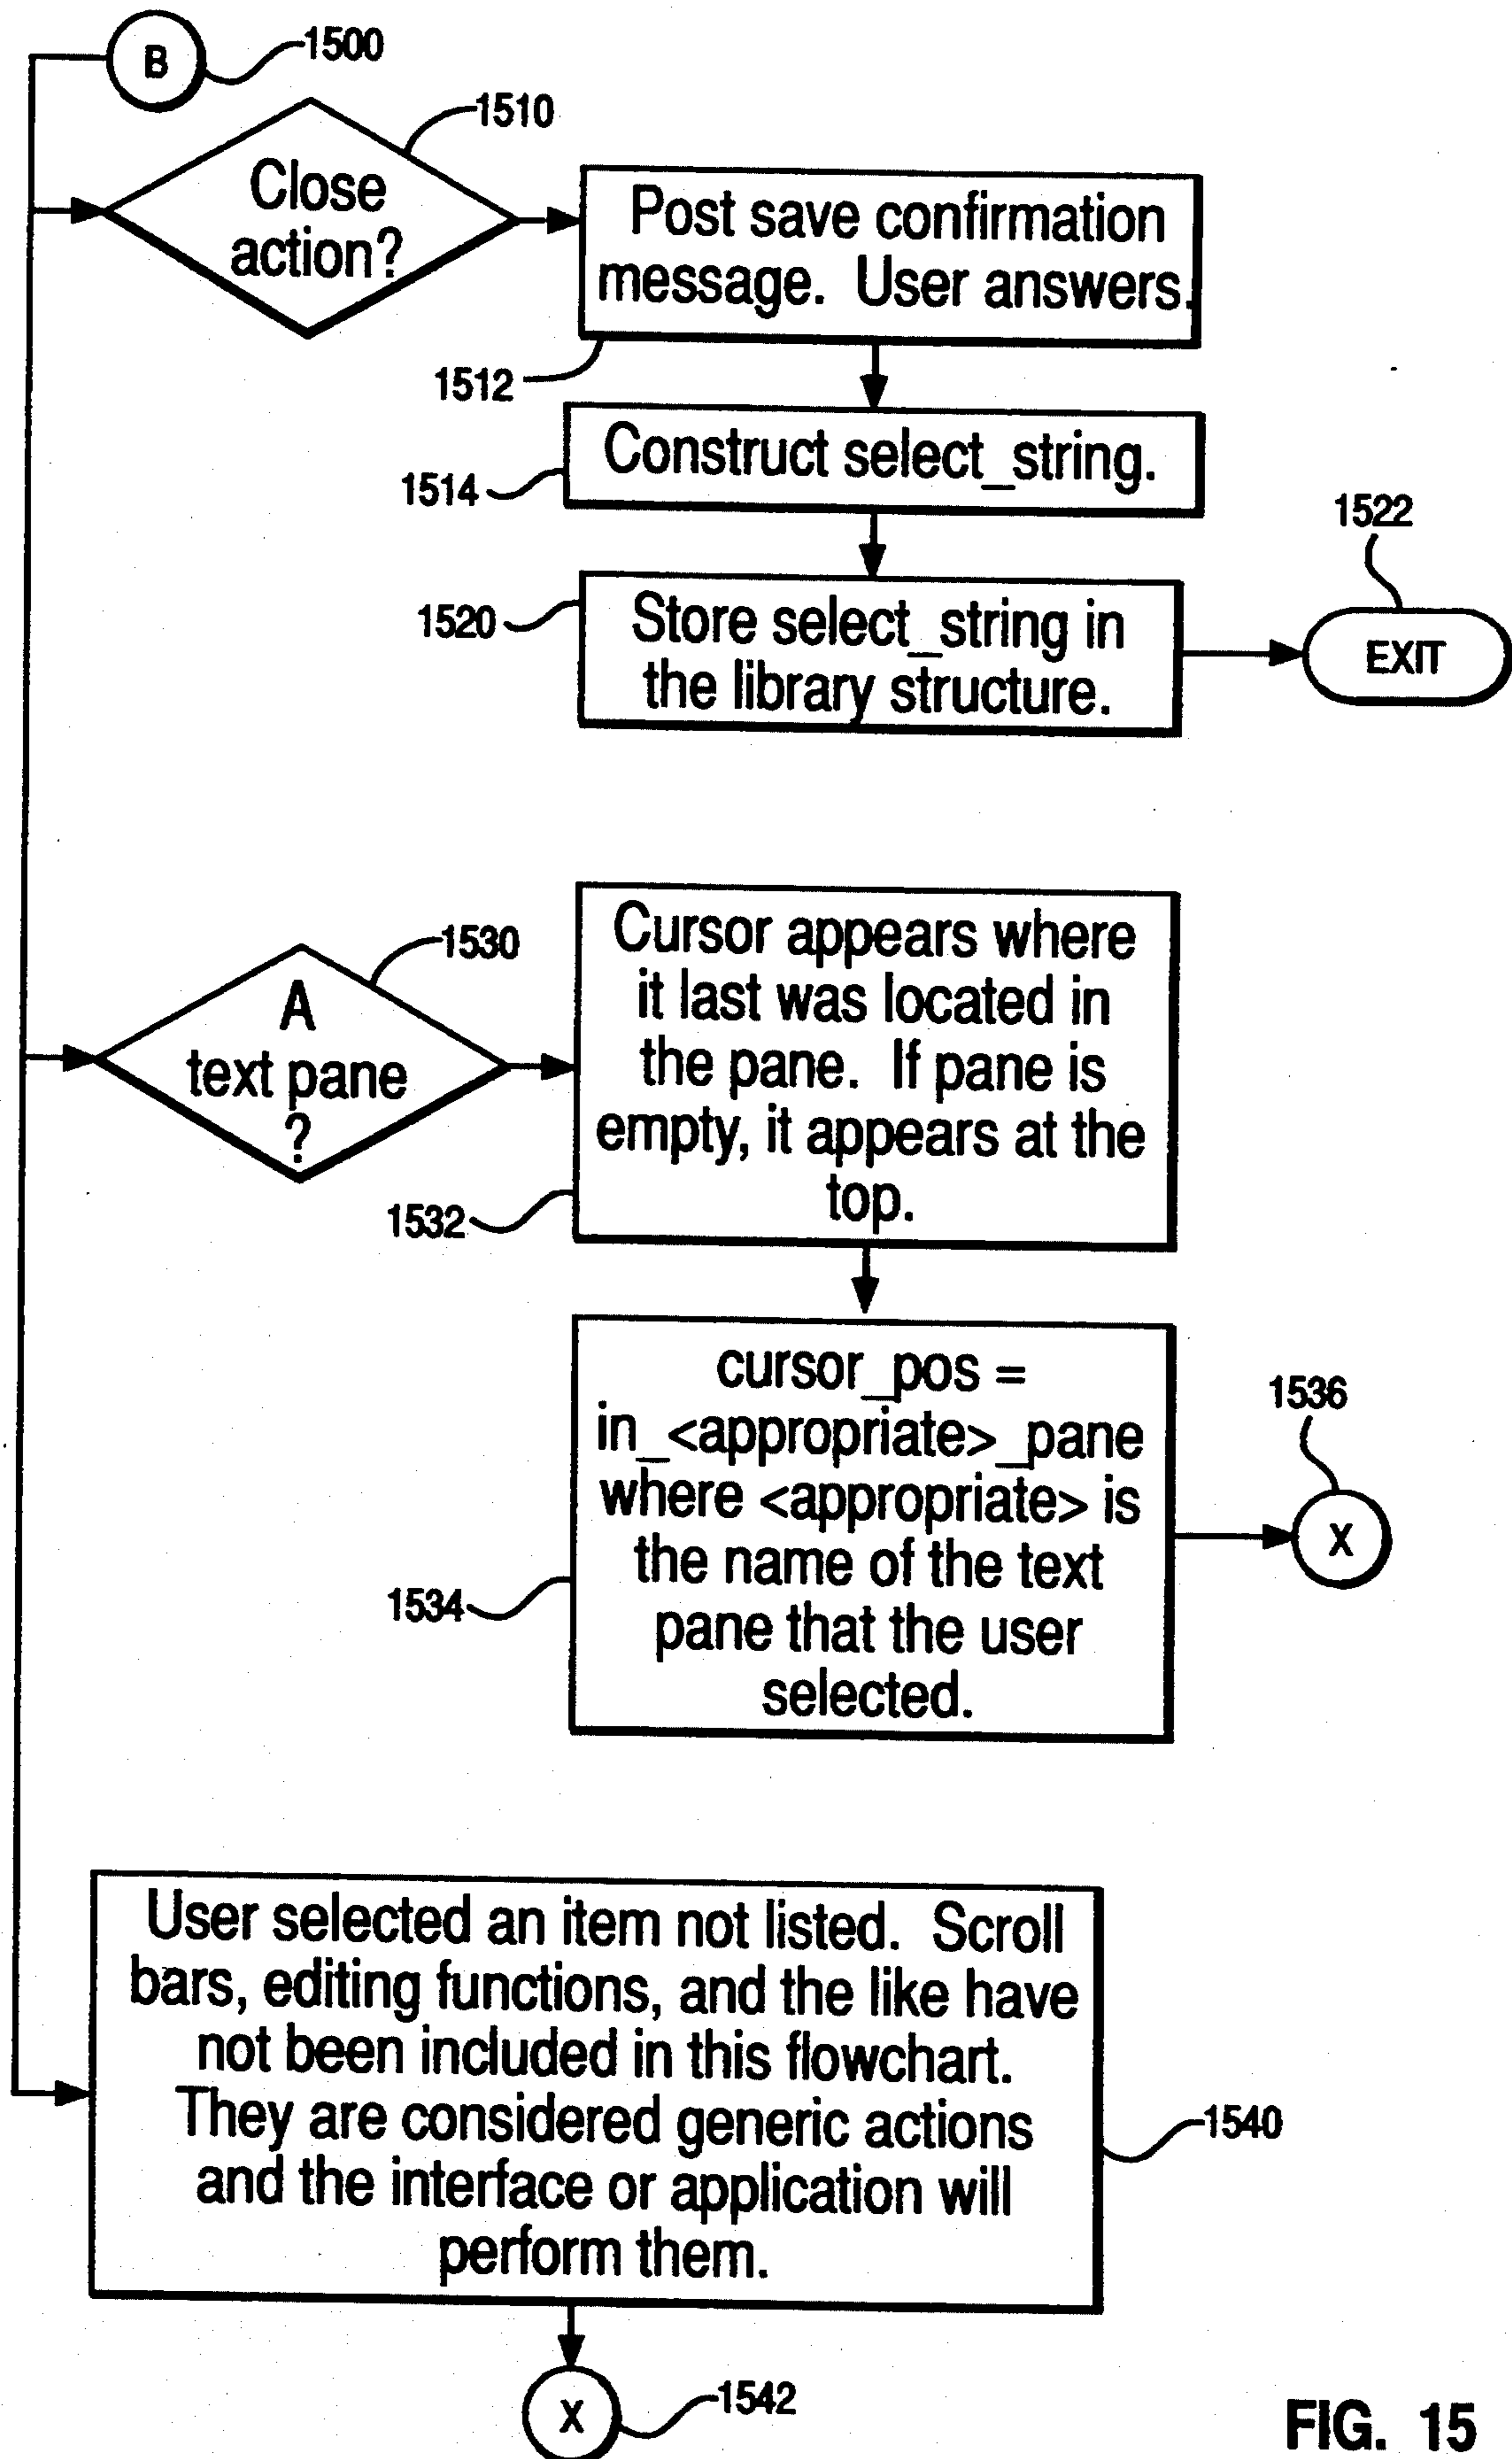 B
1500
1510
Close
action?
Post save confirmation
message. User answers.
1512
Construct select_string.
1514
1522
1520
Store select_string in
the library structure.
EXIT
1530
A
text pane
?
Cursor appears where
it last was located in
the pane. If pane is
empty, it appears at the
top.
1532
cursor_pos =
in_<appropriate>_pane
where <appropriate> is
the name of the text
pane that the user
selected.
1534
1536
X
User selected an item not listed. Scroll
bars, editing functions, and the like have
not been included in this flowchart.
They are considered generic actions
and the interface or application will
perform them.
1540
X
1542
FIG. 15